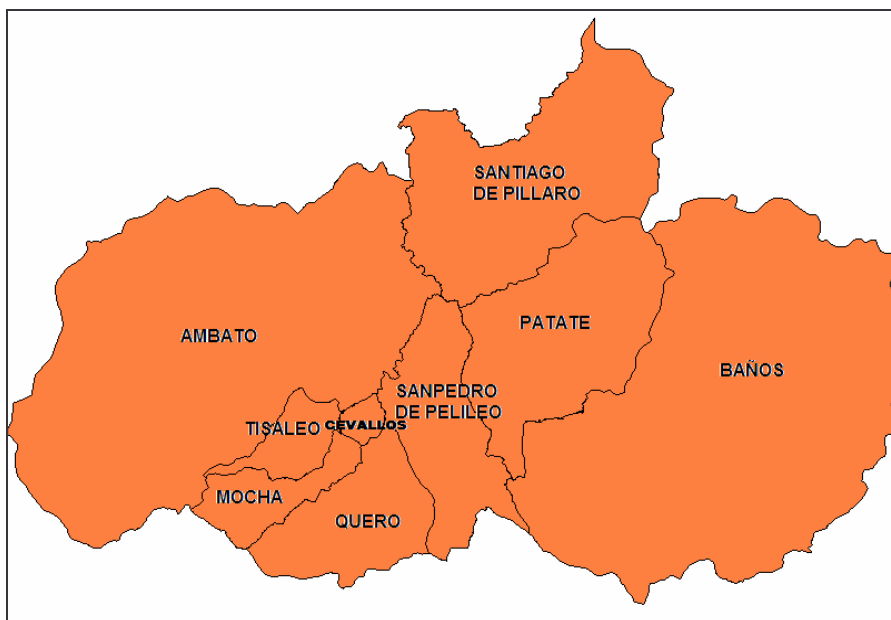 SANTIAGO
DE PILLARO
PATATE
AMBATO
BAÑOS
SANPEDRO
DE PELILEO
TISALEO
CEVALLOS
MOCHA
QUERO